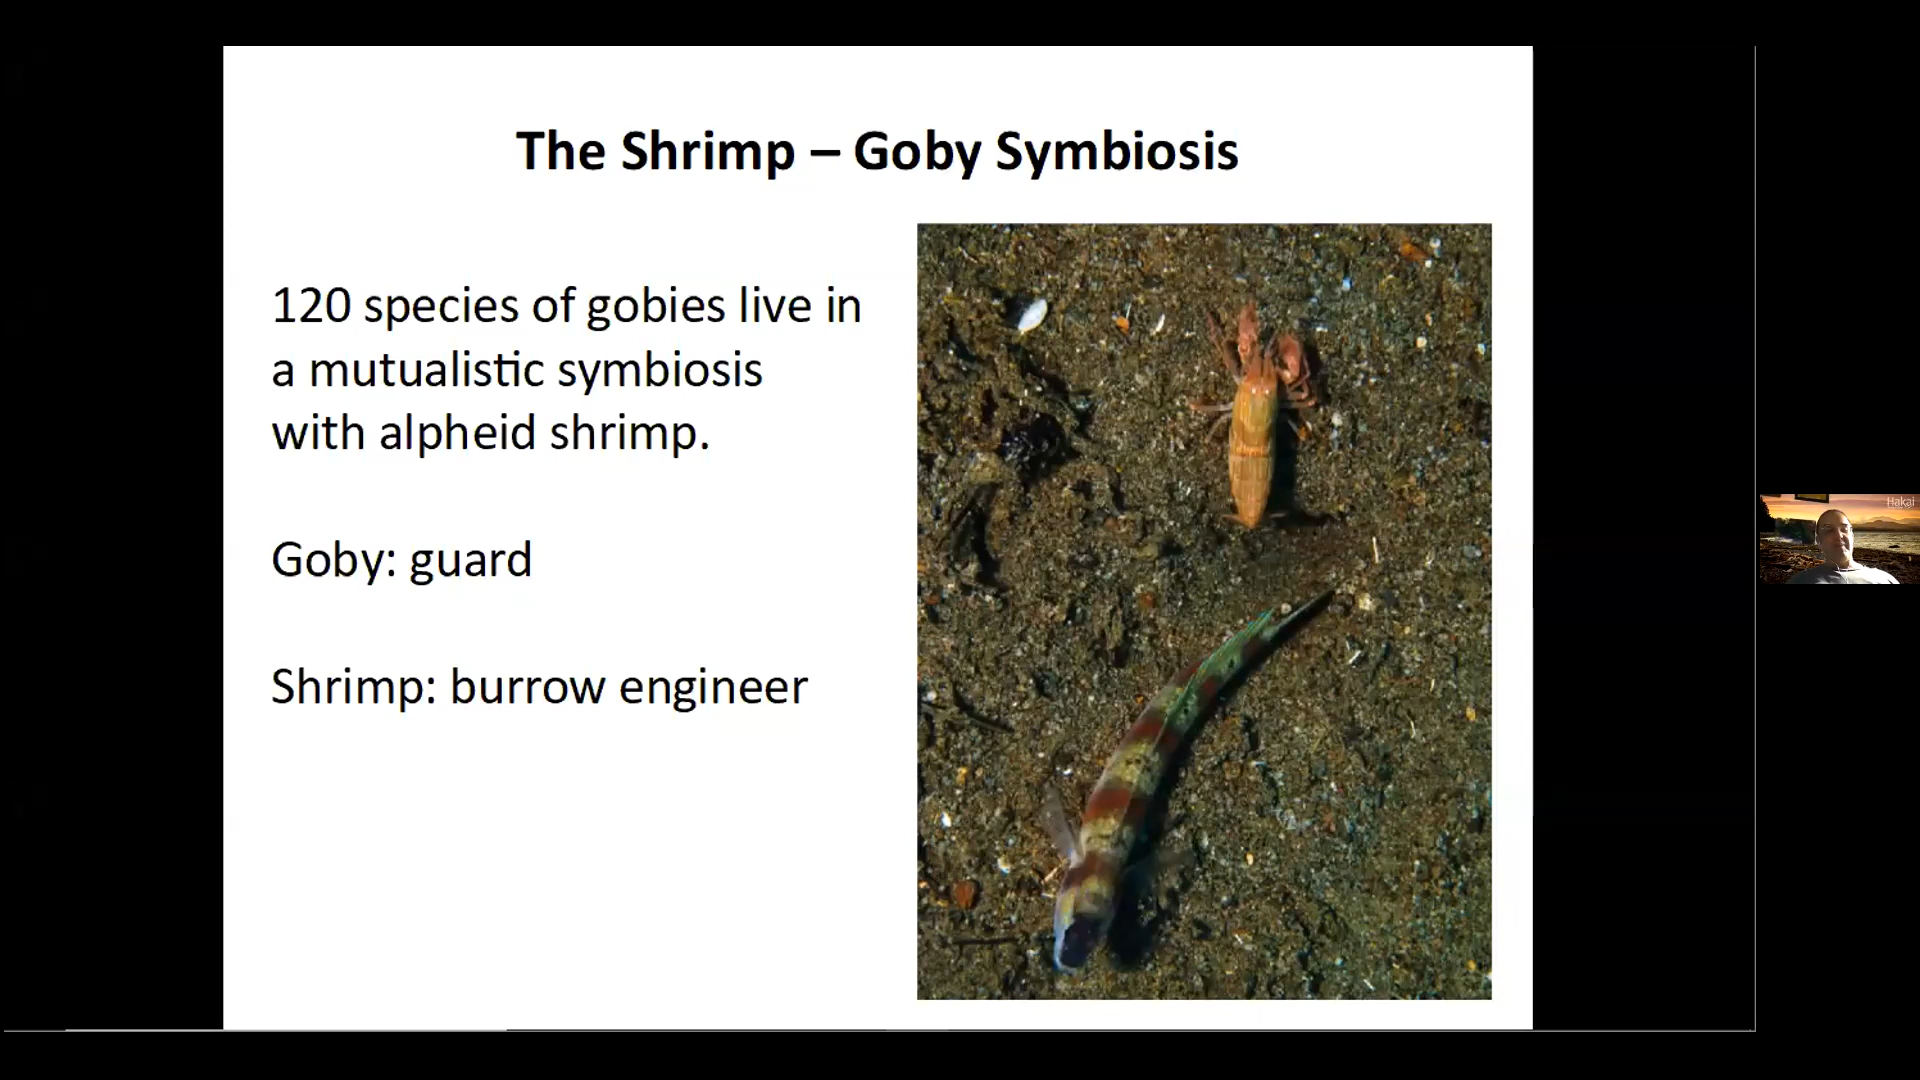 The Shrimp – Goby Symbiosis
120 species of gobies live in
a mutualistic symbiosis
with alpheid shrimp.
Goby: guard
Shrimp: burrow engineer
Hakai